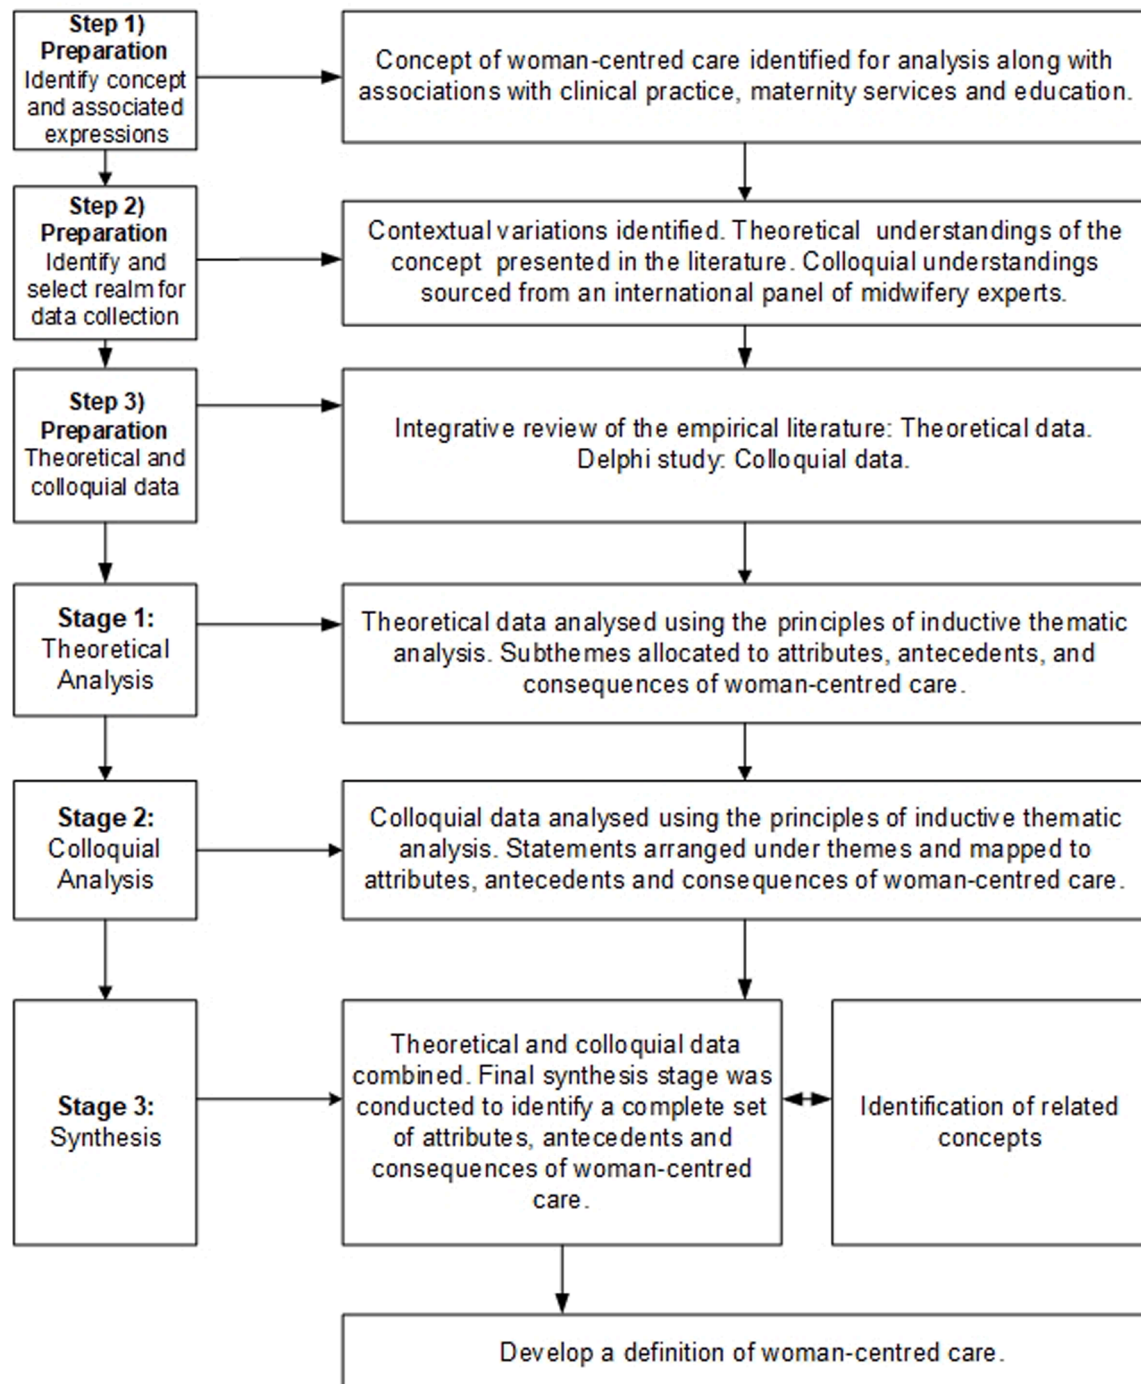 Step 1)
Preparation
Identify concept
and associated
expressions
Concept of woman-centred care identified for analysis along with
associations with clinical practice, maternity services and education.
Step 2)
Preparation
Identify and
select realm for
data collection
Contextual variations identified. Theoretical understandings of the
concept presented in the literature. Colloquial understandings
sourced from an international panel of midwifery experts.
Step 3)
Preparation
Theoretical and
colloquial data
Integrative review of the empirical literature: Theoretical data.
Delphi study: Colloquial data.
Stage 1:
Theoretical
Analysis
Theoretical data analysed using the principles of inductive thematic
analysis. Subthemes allocated to attributes, antecedents, and
consequences of woman-centred care.
Stage 2:
Colloquial
Analysis
Colloquial data analysed using the principles of inductive thematic
analysis. Statements arranged under themes and mapped to
attributes, antecedents and consequences of woman-centred care.
Stage 3:
Synthesis
Theoretical and colloquial data
combined. Final synthesis stage was
conducted to identify a complete set
of attributes, antecedents and
consequences of woman-centred
care.
Identification of related
concepts
Develop a definition of woman-centred care.